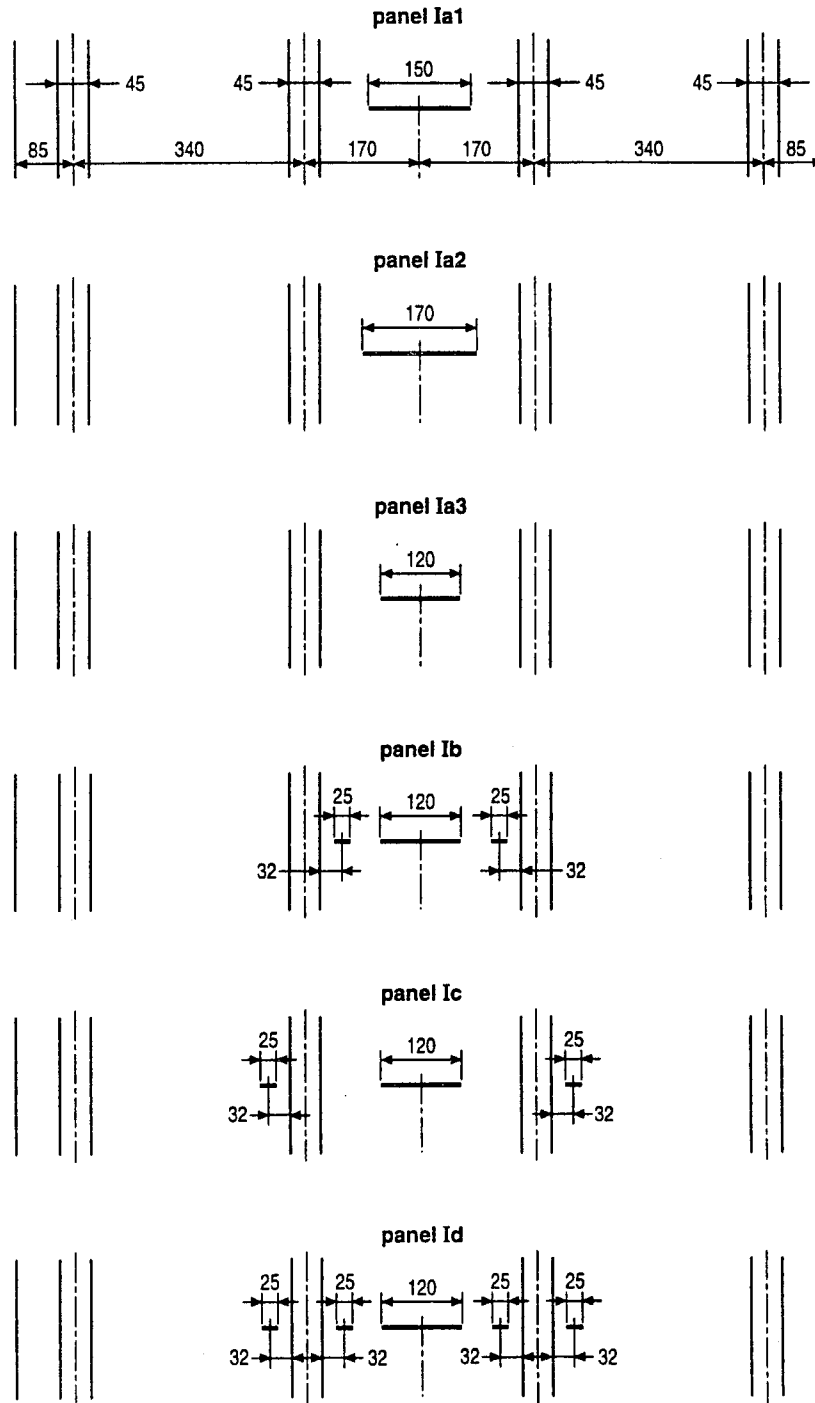 panel Ia1
150
45 45 45 45
85 340 170 170 340 85
panel Ia2
170
panel Ia3
120
panel Ib
25 120 25
32 32
panel Ic
25 120 25
32 32
panel Id
25 25 120 25 25
32 32 32 32